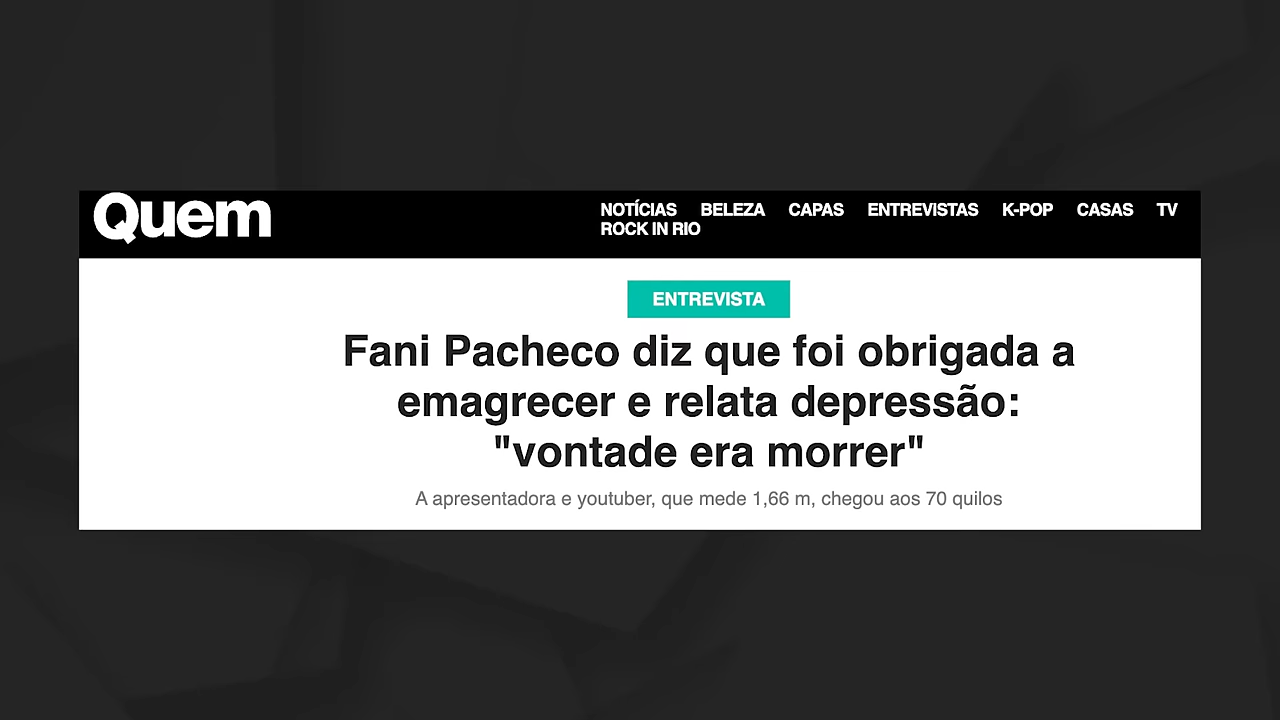 Quem
NOTÍCIAS BELEZA CAPAS ENTREVISTAS K-POP CASAS TV
ROCK IN RIO
ENTREVISTA
Fani Pacheco diz que foi obrigada a
emagrecer e relata depressão:
"vontade era morrer"
A apresentadora e youtuber, que mede 1,66 m, chegou aos 70 quilos